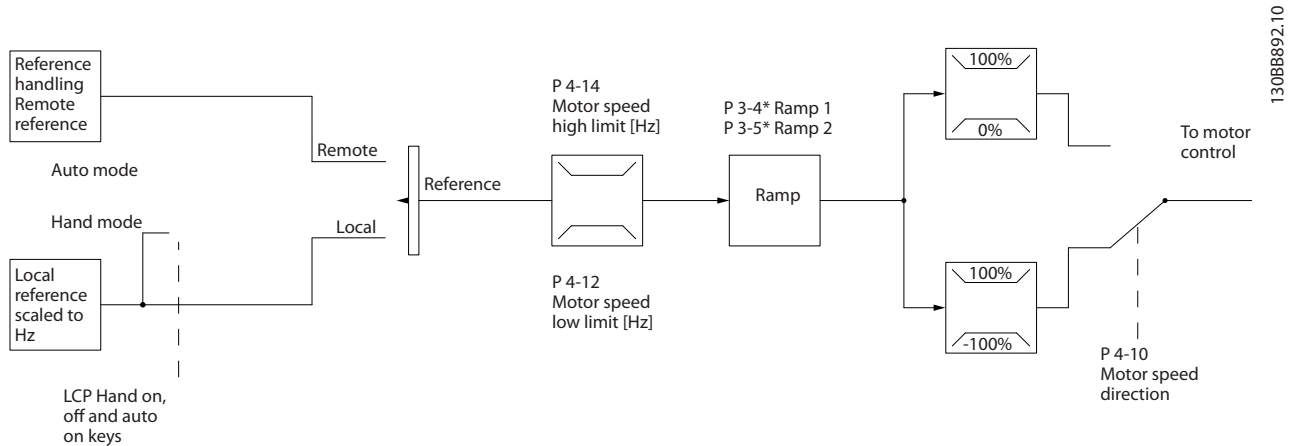 130BB892.10
Reference
handling
Remote
reference
Auto mode
Remote
Hand mode
Local
Local
reference
scaled to
Hz
LCP Hand on,
off and auto
on keys
Reference
P 4-14
Motor speed
high limit [Hz]
P 4-12
Motor speed
low limit [Hz]
P 3-4* Ramp 1
P 3-5* Ramp 2
Ramp
100%
0%
100%
-100%
To motor
control
P 4-10
Motor speed
direction